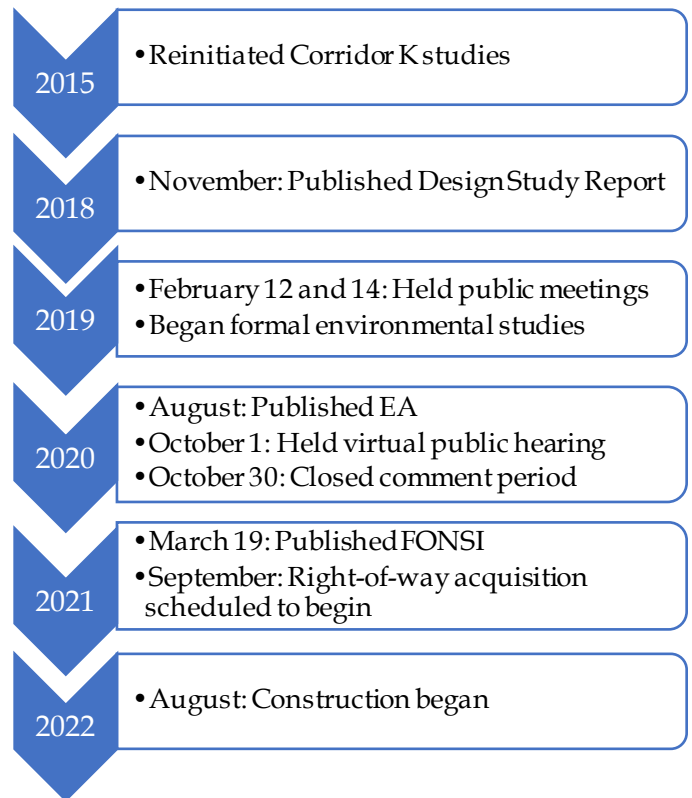 2015
•Reinitiated Corridor K studies
2018
•November: Published Design Study Report
2019
•February 12 and 14: Held public meetings
•Began formal environmental studies
2020
•August: Published EA
•October 1: Held virtual public hearing
•October 30: Closed comment period
2021
•March 19: Published FONSI
•September: Right-of-way acquisition
scheduled to begin
2022
•August: Construction began